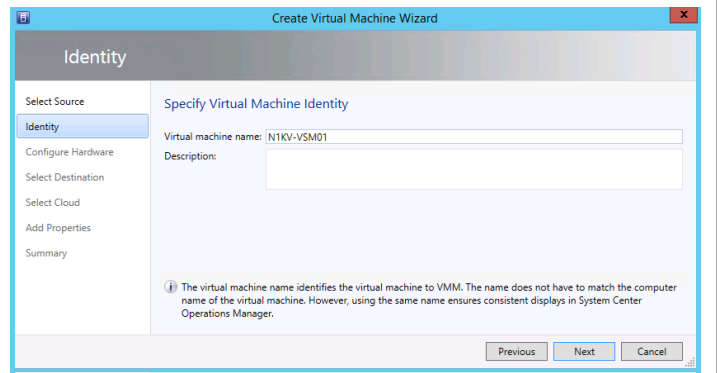 Create Virtual Machine Wizard
x
Identity
Select Source
Identity
Configure Hardware
Select Destination
Select Cloud
Add Properties
Summary
Specify Virtual Machine Identity
Virtual machine name: N1KV-VSM01
Description:
The virtual machine name identifies the virtual machine to VMM. The name does not have to match the computer
name of the virtual machine. However, using the same name ensures consistent displays in System Center
Operations Manager.
Previous Next Cancel